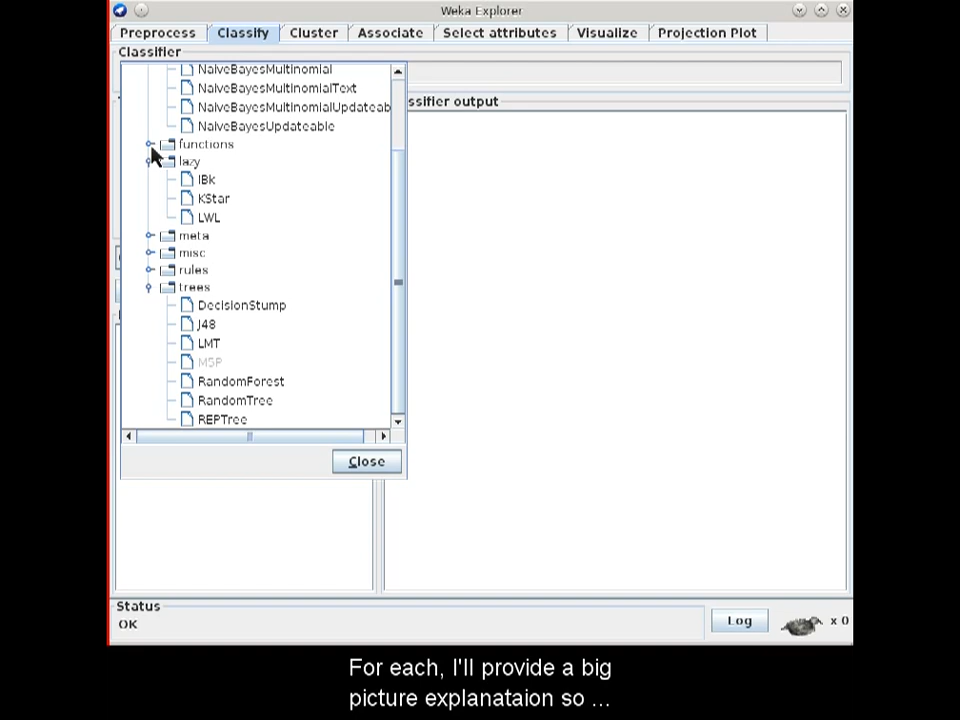 Weka Explorer
Preprocess Classify Cluster Associate Select attributes Visualize Projection Plot
Classifier
NaiveBayesMultinomial
NaiveBayesMultinomialText
assifier output
NaiveBayesMultinomialUpdateab
NaiveBayesUpdateable
functions
lazy
IBk
KStar
LWL
meta
misc
rules
trees
DecisionStump
J48
LMT
M5P
RandomForest
RandomTree
REPTree
Close
Status
OK
Log
x 0
For each, I'll provide a big
picture explanataion so ...